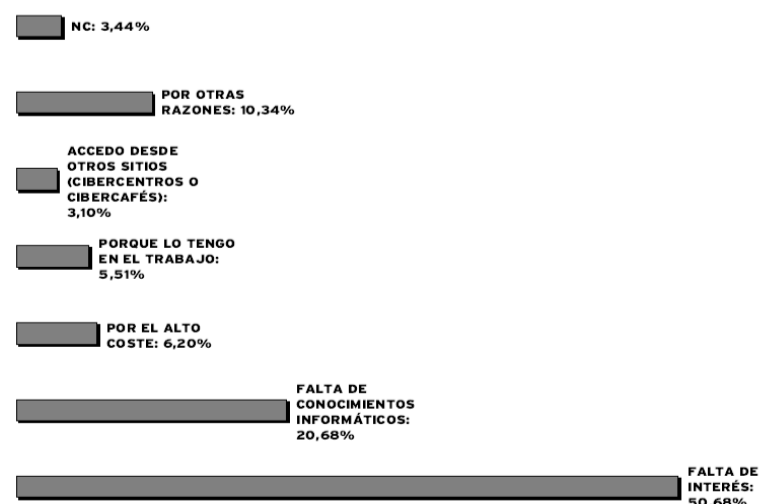 NC: 3,44%
POR OTRAS
RAZONES: 10,34%
ACCEDO DESDE
OTROS SITIOS
(CIBERCENTROS O
CIBERCAFÉS):
3,10%
PORQUE LO TENGO
EN EL TRABAJO:
5,51%
POR EL ALTO
COSTE: 6,20%
FALTA DE
CONOCIMIENTOS
INFORMÁTICOS:
20,68%
FALTA DE
INTERÉS:
50,68%